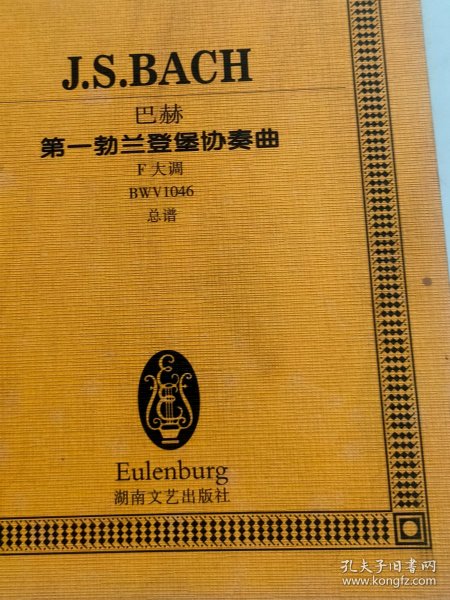 J.S.BACH
巴赫
第一勃兰登堡协奏曲
F 大调
BWV1046
总谱
Eulenburg
湖南文艺出版社
孔夫子旧书网
www.kongfz.com